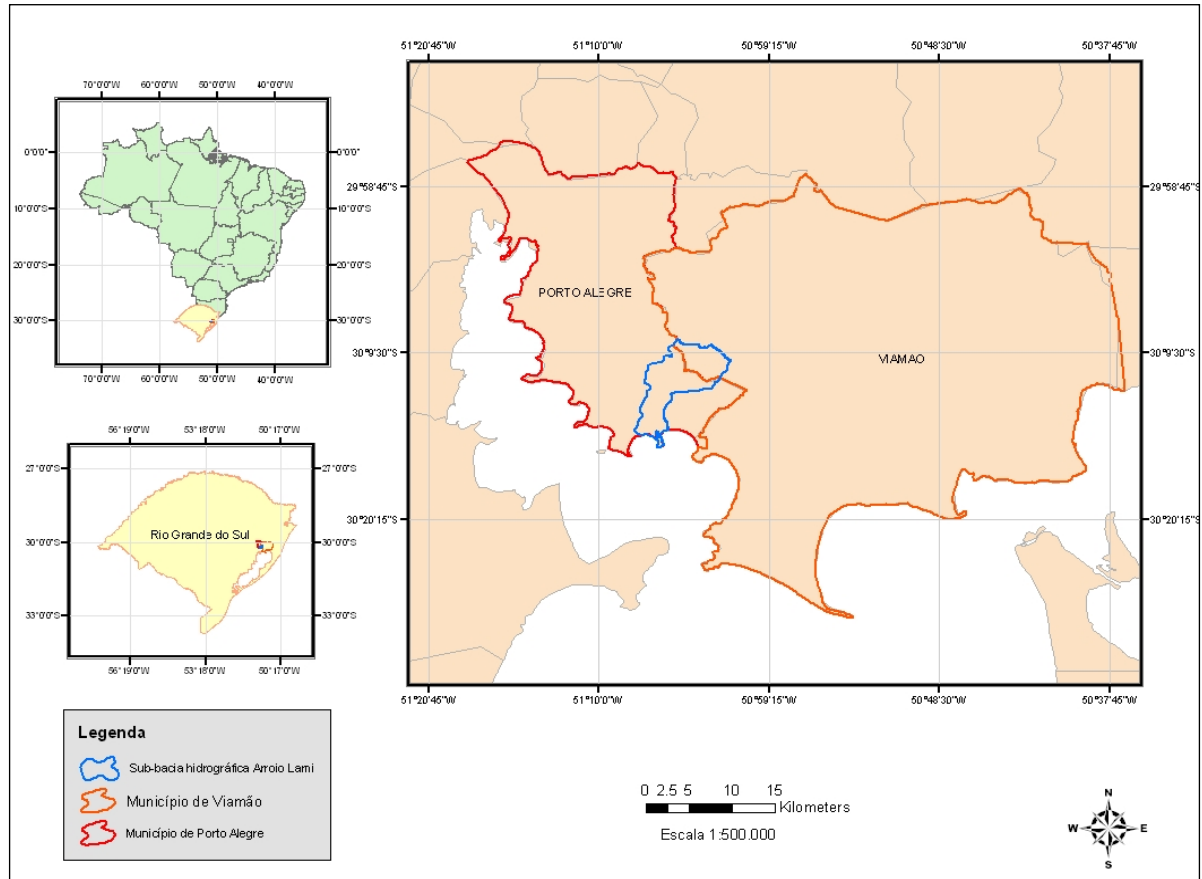 70°0'0"W 60°0'0"W 50°0'0"W 40°0'0"W
0°0'0" 0°0'0"
10°0'0"S 10°0'0"S
20°0'0"S 20°0'0"S
30°0'0"S 30°0'0"S
70°0'0"W 60°0'0"W 50°0'0"W 40°0'0"W
56°19'0"W 53°18'0"W 50°17'0"W
27°0'0"S 27°0'0"S
Rio Grande do Sul
30°0'0"S 30°0'0"S
33°0'0"S 33°0'0"S
56°19'0"W 53°18'0"W 50°17'0"W
51°20'45"W 51°10'0"W 50°59'15"W 50°48'30"W 50°37'45"W
29°58'45"S 29°58'45"S
PORTO ALEGRE
30°9'30"S 30°9'30"S
VIAMAO
30°20'15"S 30°20'15"S
51°20'45"W 51°10'0"W 50°59'15"W 50°48'30"W 50°37'45"W
Legenda
Sub-bacia hidrográfica Arroio Lami
Município de Viamão
Município de Porto Alegre
0 2.5 5 10 15
Kilometers
Escala 1:500.000
N
W E
S